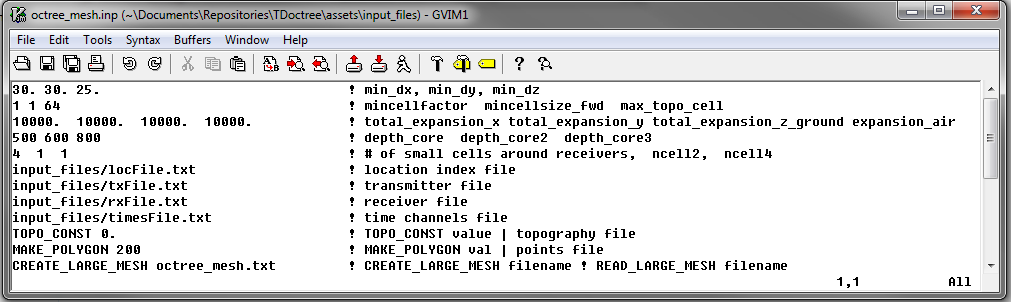 octree_mesh.inp (~\Documents\Repositories\TDoctree\assets\input_files) - GVIM1
File Edit Tools Syntax Buffers Window Help
30. 30. 25. ! min_dx, min_dy, min_dz
1 1 64 ! mincellfactor mincellsize_fwd max_topo_cell
10000. 10000. 10000. 10000. ! total_expansion_x total_expansion_y total_expansion_z_ground expansion_air
500 600 800 ! depth_core depth_core2 depth_core3
4 1 1 ! # of small cells around receivers, ncell2, ncell4
input_files/locFile.txt ! location index file
input_files/txFile.txt ! transmitter file
input_files/rxFile.txt ! receiver file
input_files/timesFile.txt ! time channels file
TOPO_CONST 0. ! TOPO_CONST value | topography file
MAKE_POLYGON 200 ! MAKE_POLYGON val | points file
CREATE_LARGE_MESH octree_mesh.txt ! CREATE_LARGE_MESH filename ! READ_LARGE_MESH filename
1,1 All